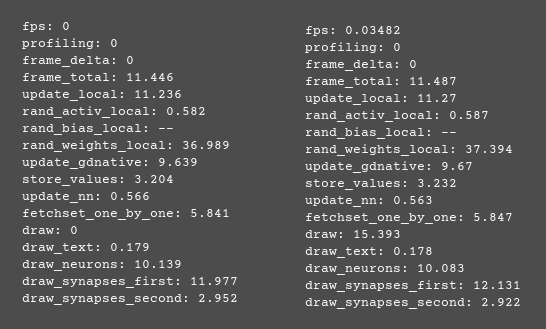 fps: 0
profiling: 0
frame_delta: 0
frame_total: 11.446
update_local: 11.236
rand_activ_local: 0.582
rand_bias_local: --
rand_weights_local: 36.989
update_gdnative: 9.639
store_values: 3.204
update_nn: 0.566
fetchset_one_by_one: 5.841
draw: 0
draw_text: 0.179
draw_neurons: 10.139
draw_synapses_first: 11.977
draw_synapses_second: 2.952
fps: 0.03482
profiling: 0
frame_delta: 0
frame_total: 11.487
update_local: 11.27
rand_activ_local: 0.587
rand_bias_local: --
rand_weights_local: 37.394
update_gdnative: 9.67
store_values: 3.232
update_nn: 0.563
fetchset_one_by_one: 5.847
draw: 15.393
draw_text: 0.178
draw_neurons: 10.083
draw_synapses_first: 12.131
draw_synapses_second: 2.922